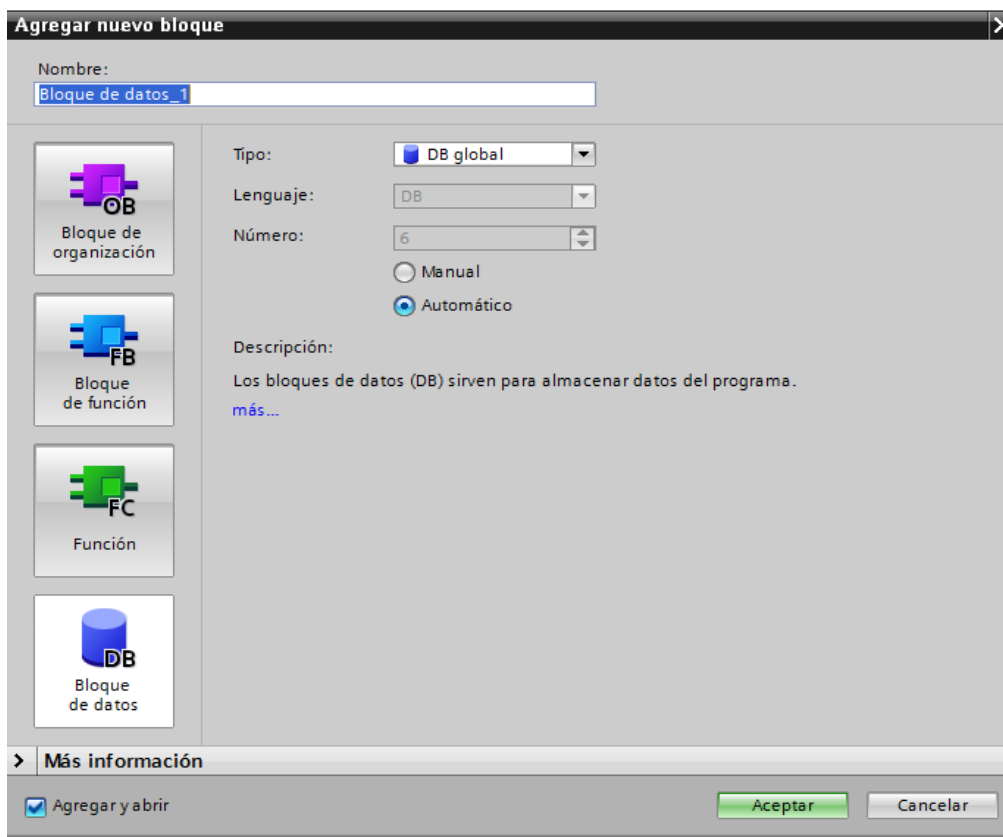 Agregar nuevo bloque
Nombre:
Bloque de datos_1
OB
Bloque de
organización
FB
Bloque
de función
FC
Función
DB
Bloque
de datos
Tipo:
DB global
Lenguaje:
DB
Número:
6
Manual
Automático
Descripción:
Los bloques de datos (DB) sirven para almacenar datos del programa.
más...
Más información
Agregar y abrir
Aceptar
Cancelar